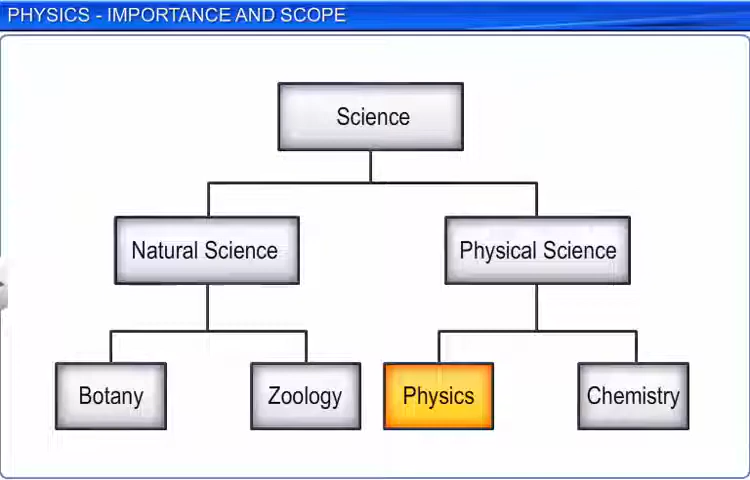 PHYSICS - IMPORTANCE AND SCOPE
Science
Natural Science
Physical Science
Botany
Zoology
Physics
Chemistry